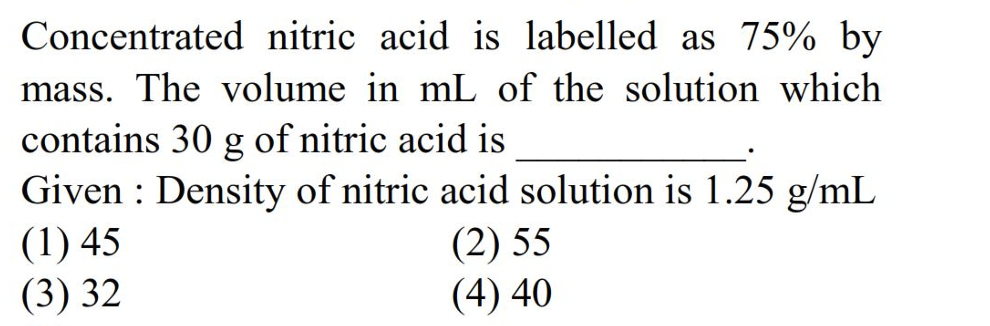 Concentrated nitric acid is labelled as 75% by
mass. The volume in mL of the solution which
contains 30 g of nitric acid is ___________.
Given : Density of nitric acid solution is 1.25 g/mL
(1) 45 (2) 55
(3) 32 (4) 40